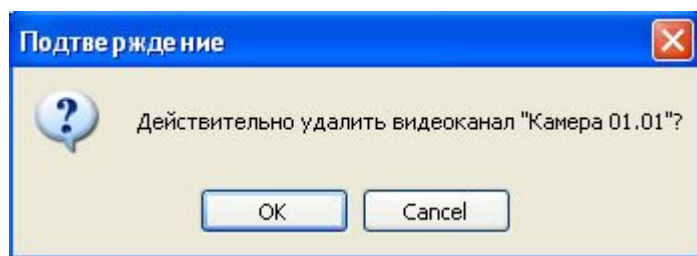 Подтверждение
Действительно удалить видеоканал "Камера 01.01"?
OK Cancel